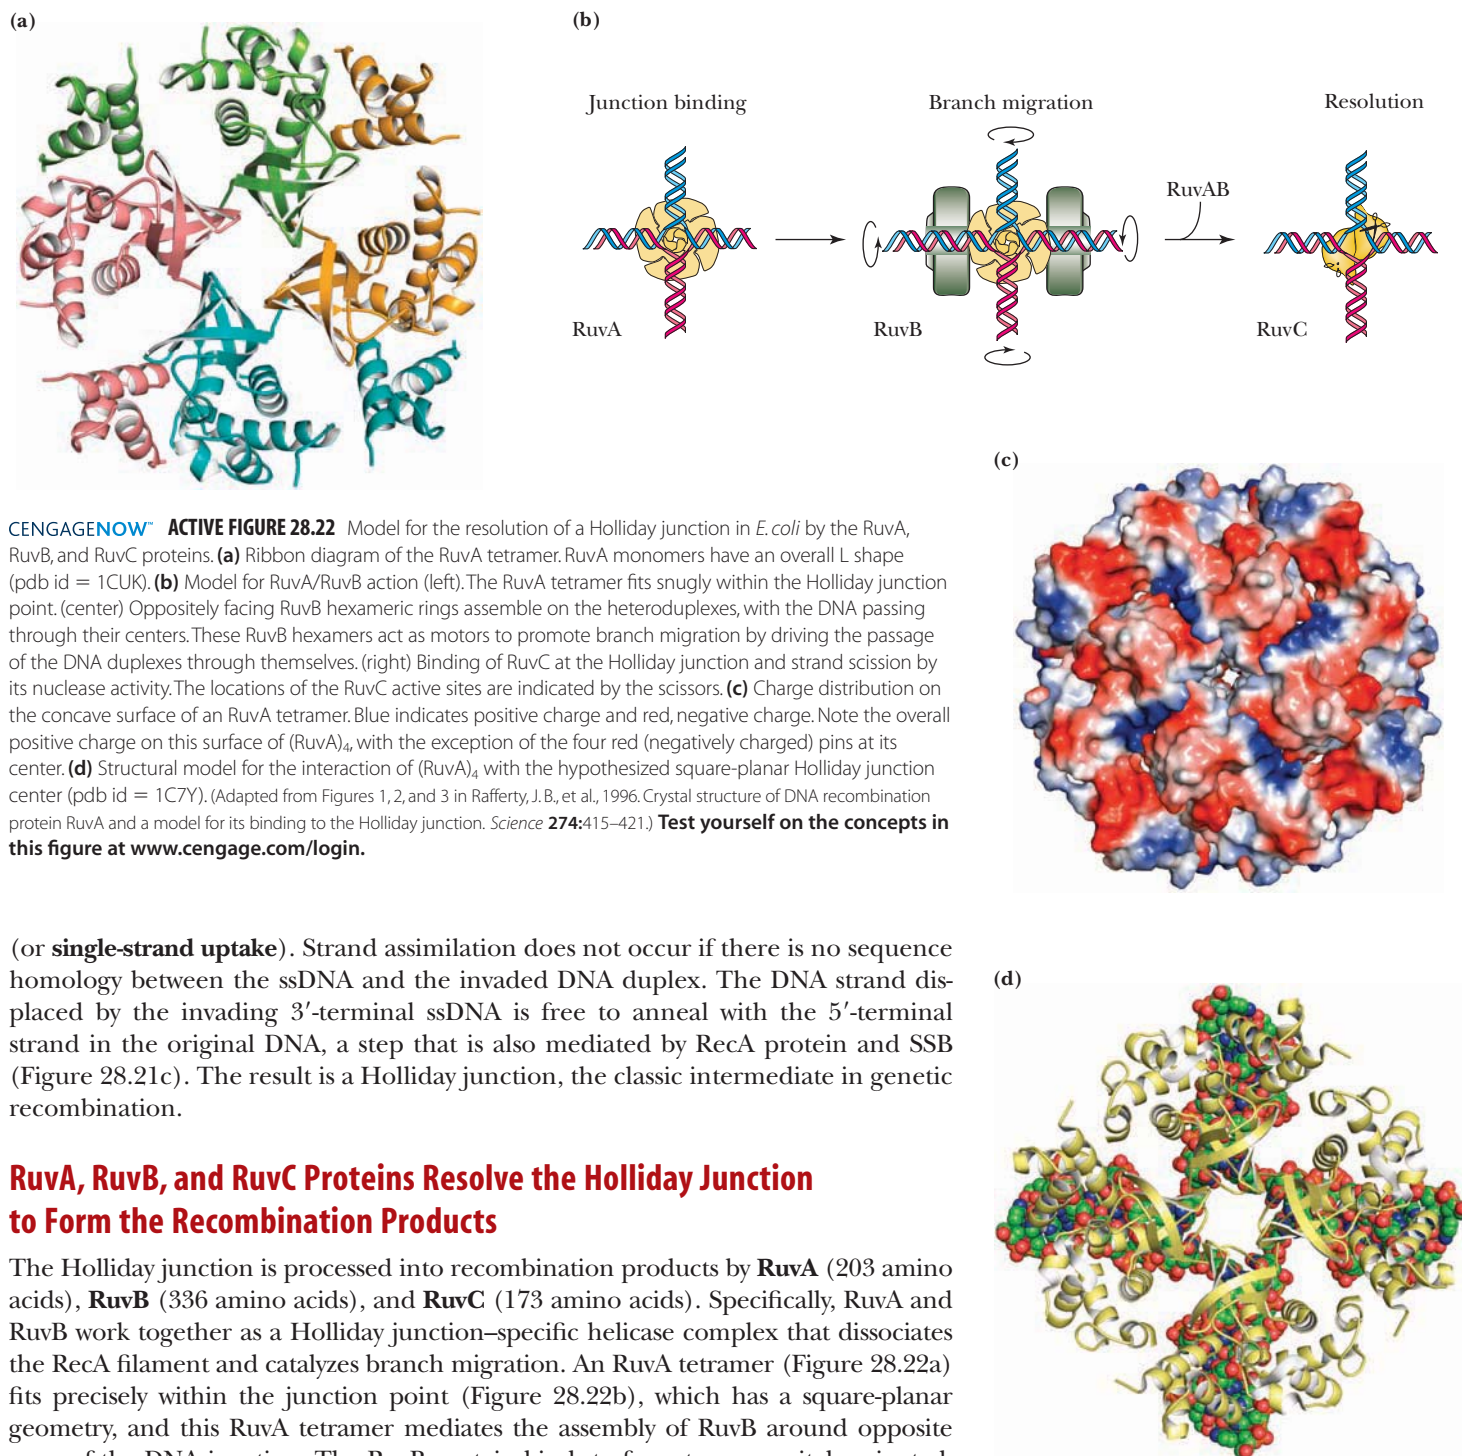 (a)
(b)
Junction binding
Branch migration
Resolution
RuvAB
RuvA
RuvB
RuvC
(c)
CENGAGENOW™ ACTIVE FIGURE 28.22 Model for the resolution of a Holliday junction in E. coli by the RuvA,
RuvB, and RuvC proteins. (a) Ribbon diagram of the RuvA tetramer. RuvA monomers have an overall L shape
(pdb id = 1CUK). (b) Model for RuvA/RuvB action (left). The RuvA tetramer fits snugly within the Holliday junction
point. (center) Oppositely facing RuvB hexameric rings assemble on the heteroduplexes, with the DNA passing
through their centers. These RuvB hexamers act as motors to promote branch migration by driving the passage
of the DNA duplexes through themselves. (right) Binding of RuvC at the Holliday junction and strand scission by
its nuclease activity. The locations of the RuvC active sites are indicated by the scissors. (c) Charge distribution on
the concave surface of an RuvA tetramer. Blue indicates positive charge and red, negative charge. Note the overall
positive charge on this surface of (RuvA)₄, with the exception of the four red (negatively charged) pins at its
center. (d) Structural model for the interaction of (RuvA)₄ with the hypothesized square-planar Holliday junction
center (pdb id = 1C7Y). (Adapted from Figures 1, 2, and 3 in Rafferty, J. B., et al., 1996. Crystal structure of DNA recombination
protein RuvA and a model for its binding to the Holliday junction. Science 274:415–421.) Test yourself on the concepts in
this figure at www.cengage.com/login.
(or single-strand uptake). Strand assimilation does not occur if there is no sequence
homology between the ssDNA and the invaded DNA duplex. The DNA strand dis-
placed by the invading 3′-terminal ssDNA is free to anneal with the 5′-terminal
strand in the original DNA, a step that is also mediated by RecA protein and SSB
(Figure 28.21c). The result is a Holliday junction, the classic intermediate in genetic
recombination.
(d)
RuvA, RuvB, and RuvC Proteins Resolve the Holliday Junction
to Form the Recombination Products
The Holliday junction is processed into recombination products by RuvA (203 amino
acids), RuvB (336 amino acids), and RuvC (173 amino acids). Specifically, RuvA and
RuvB work together as a Holliday junction–specific helicase complex that dissociates
the RecA filament and catalyzes branch migration. An RuvA tetramer (Figure 28.22a)
fits precisely within the junction point (Figure 28.22b), which has a square-planar
geometry, and this RuvA tetramer mediates the assembly of RuvB around opposite